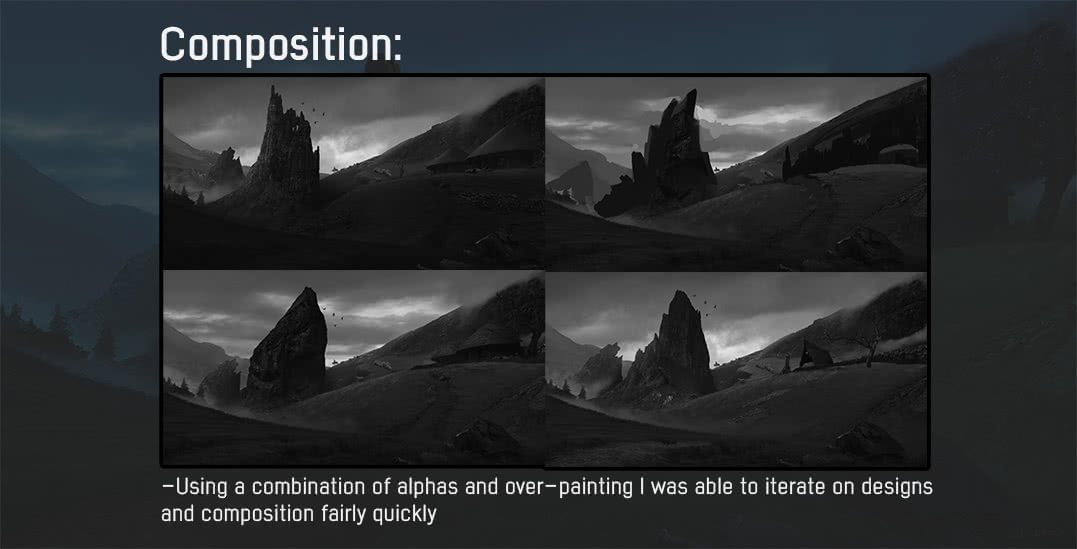 Composition:
-Using a combination of alphas and over-painting I was able to iterate on designs
and composition fairly quickly